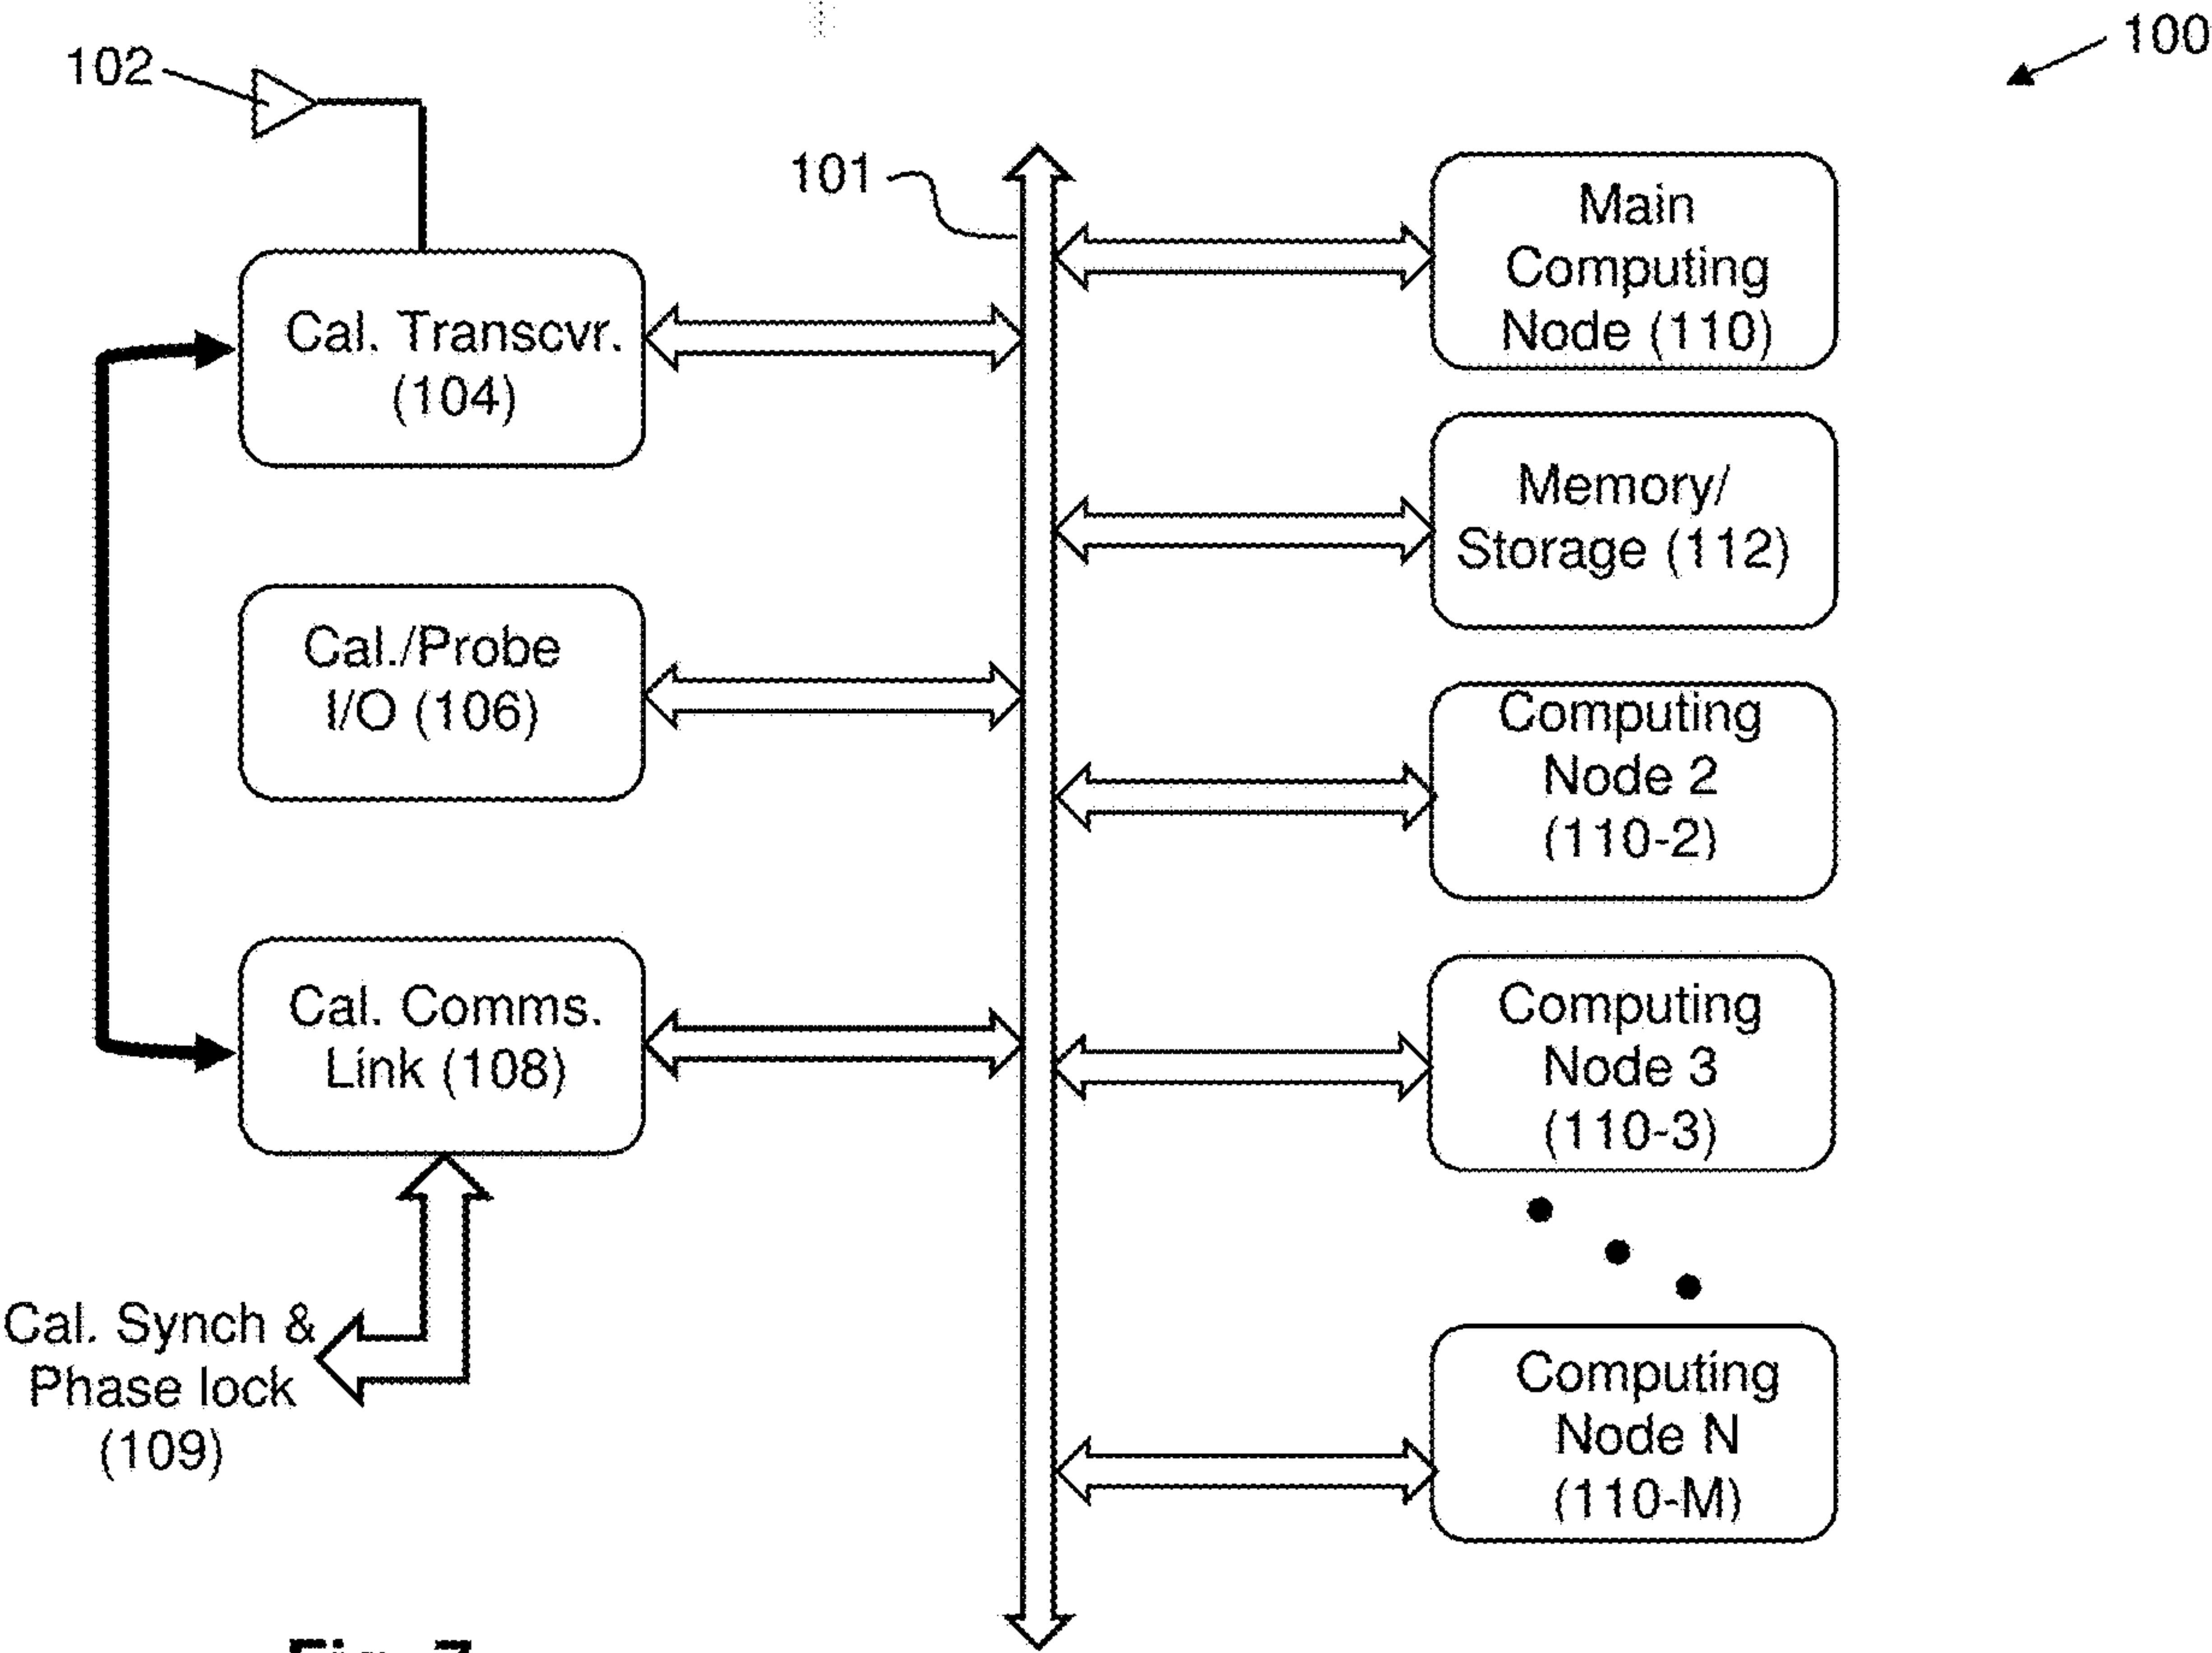 100
102
101
Main
Computing
Node (110)
Cal. Transcvr.
(104)
Memory/
Storage (112)
Cal./Probe
I/O (106)
Computing
Node 2
(110-2)
Cal. Comms.
Link (108)
Computing
Node 3
(110-3)
Cal. Synch &
Phase lock
(109)
Computing
Node N
(110-M)